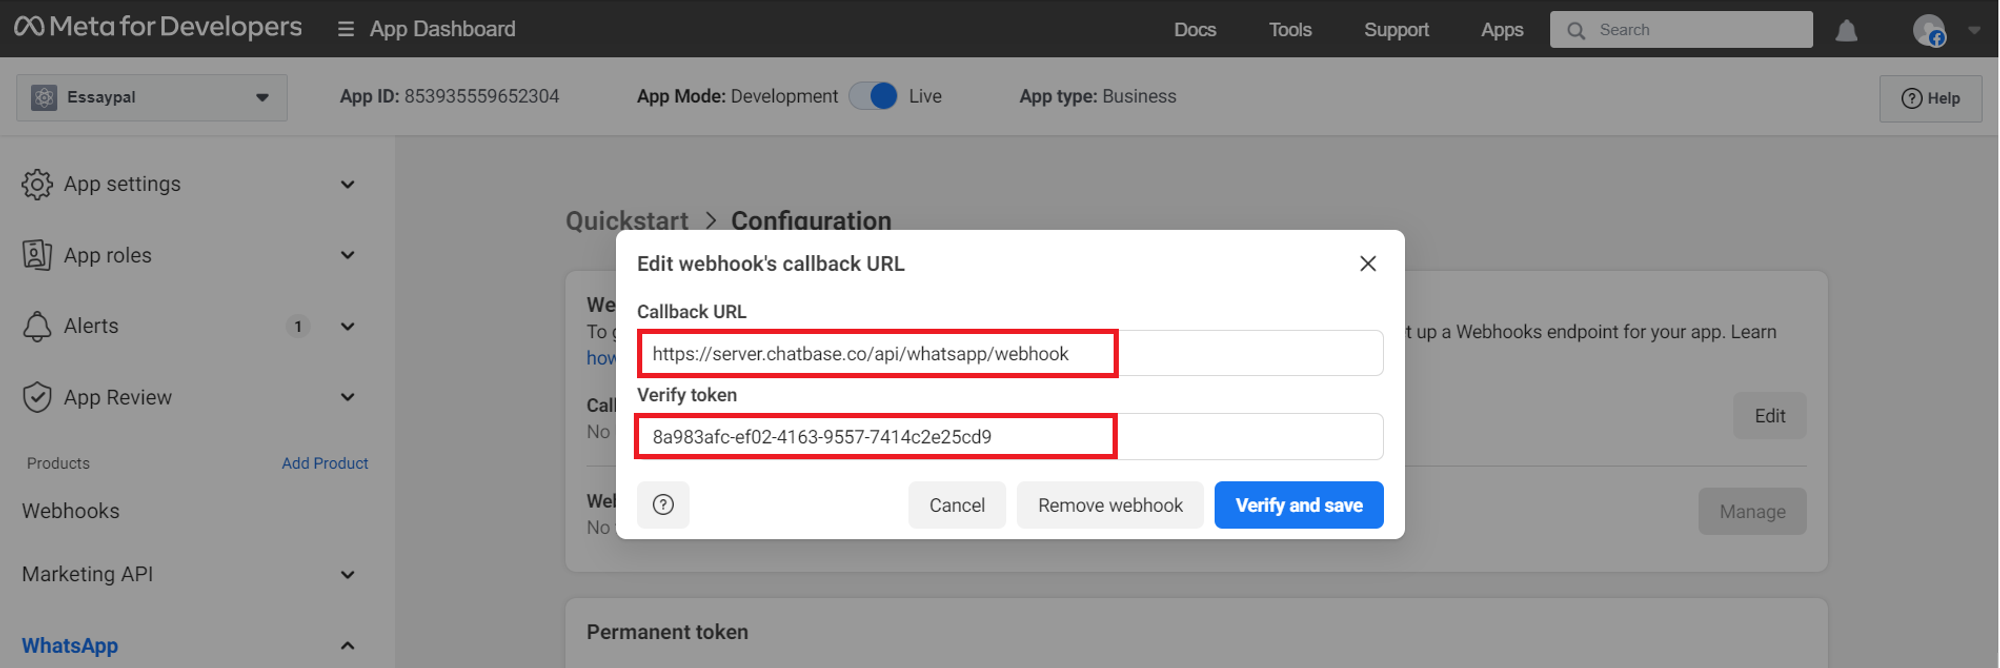 Meta for Developers
App Dashboard
Docs
Tools
Support
Apps
Search
Essaypal
App ID: 853935559652304
App Mode: Development
Live
App type: Business
Help
App settings
App roles
Alerts
1
App Review
Products
Add Product
Webhooks
Marketing API
WhatsApp
Quickstart > Configuration
To
t up a Webhooks endpoint for your app. Learn
how
No
Edit
No
Manage
Permanent token
Edit webhook's callback URL
Callback URL
https://server.chatbase.co/api/whatsapp/webhook
Verify token
8a983afc-ef02-4163-9557-7414c2e25cd9
Cancel
Remove webhook
Verify and save